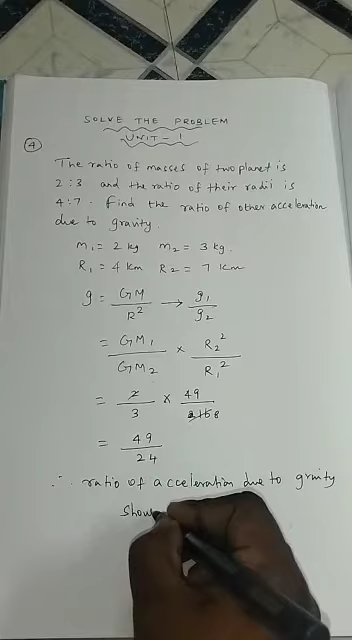 SOLVE THE PROBLEM
UNIT - 1
④ The ratio of masses of two planet is
2:3 and the ratio of their radii is
4:7. Find the ratio of other acceleration
due to gravity.
m₁ = 2 kg m₂ = 3 kg.
R₁ = 4 km R₂ = 7 km
g = GM / R² → g₁ / g₂
= GM₁ / GM₂ × R₂² / R₁²
= 2 / 3 × 49 / 8
= 49 / 24
∴ ratio of acceleration due to grvity
Show